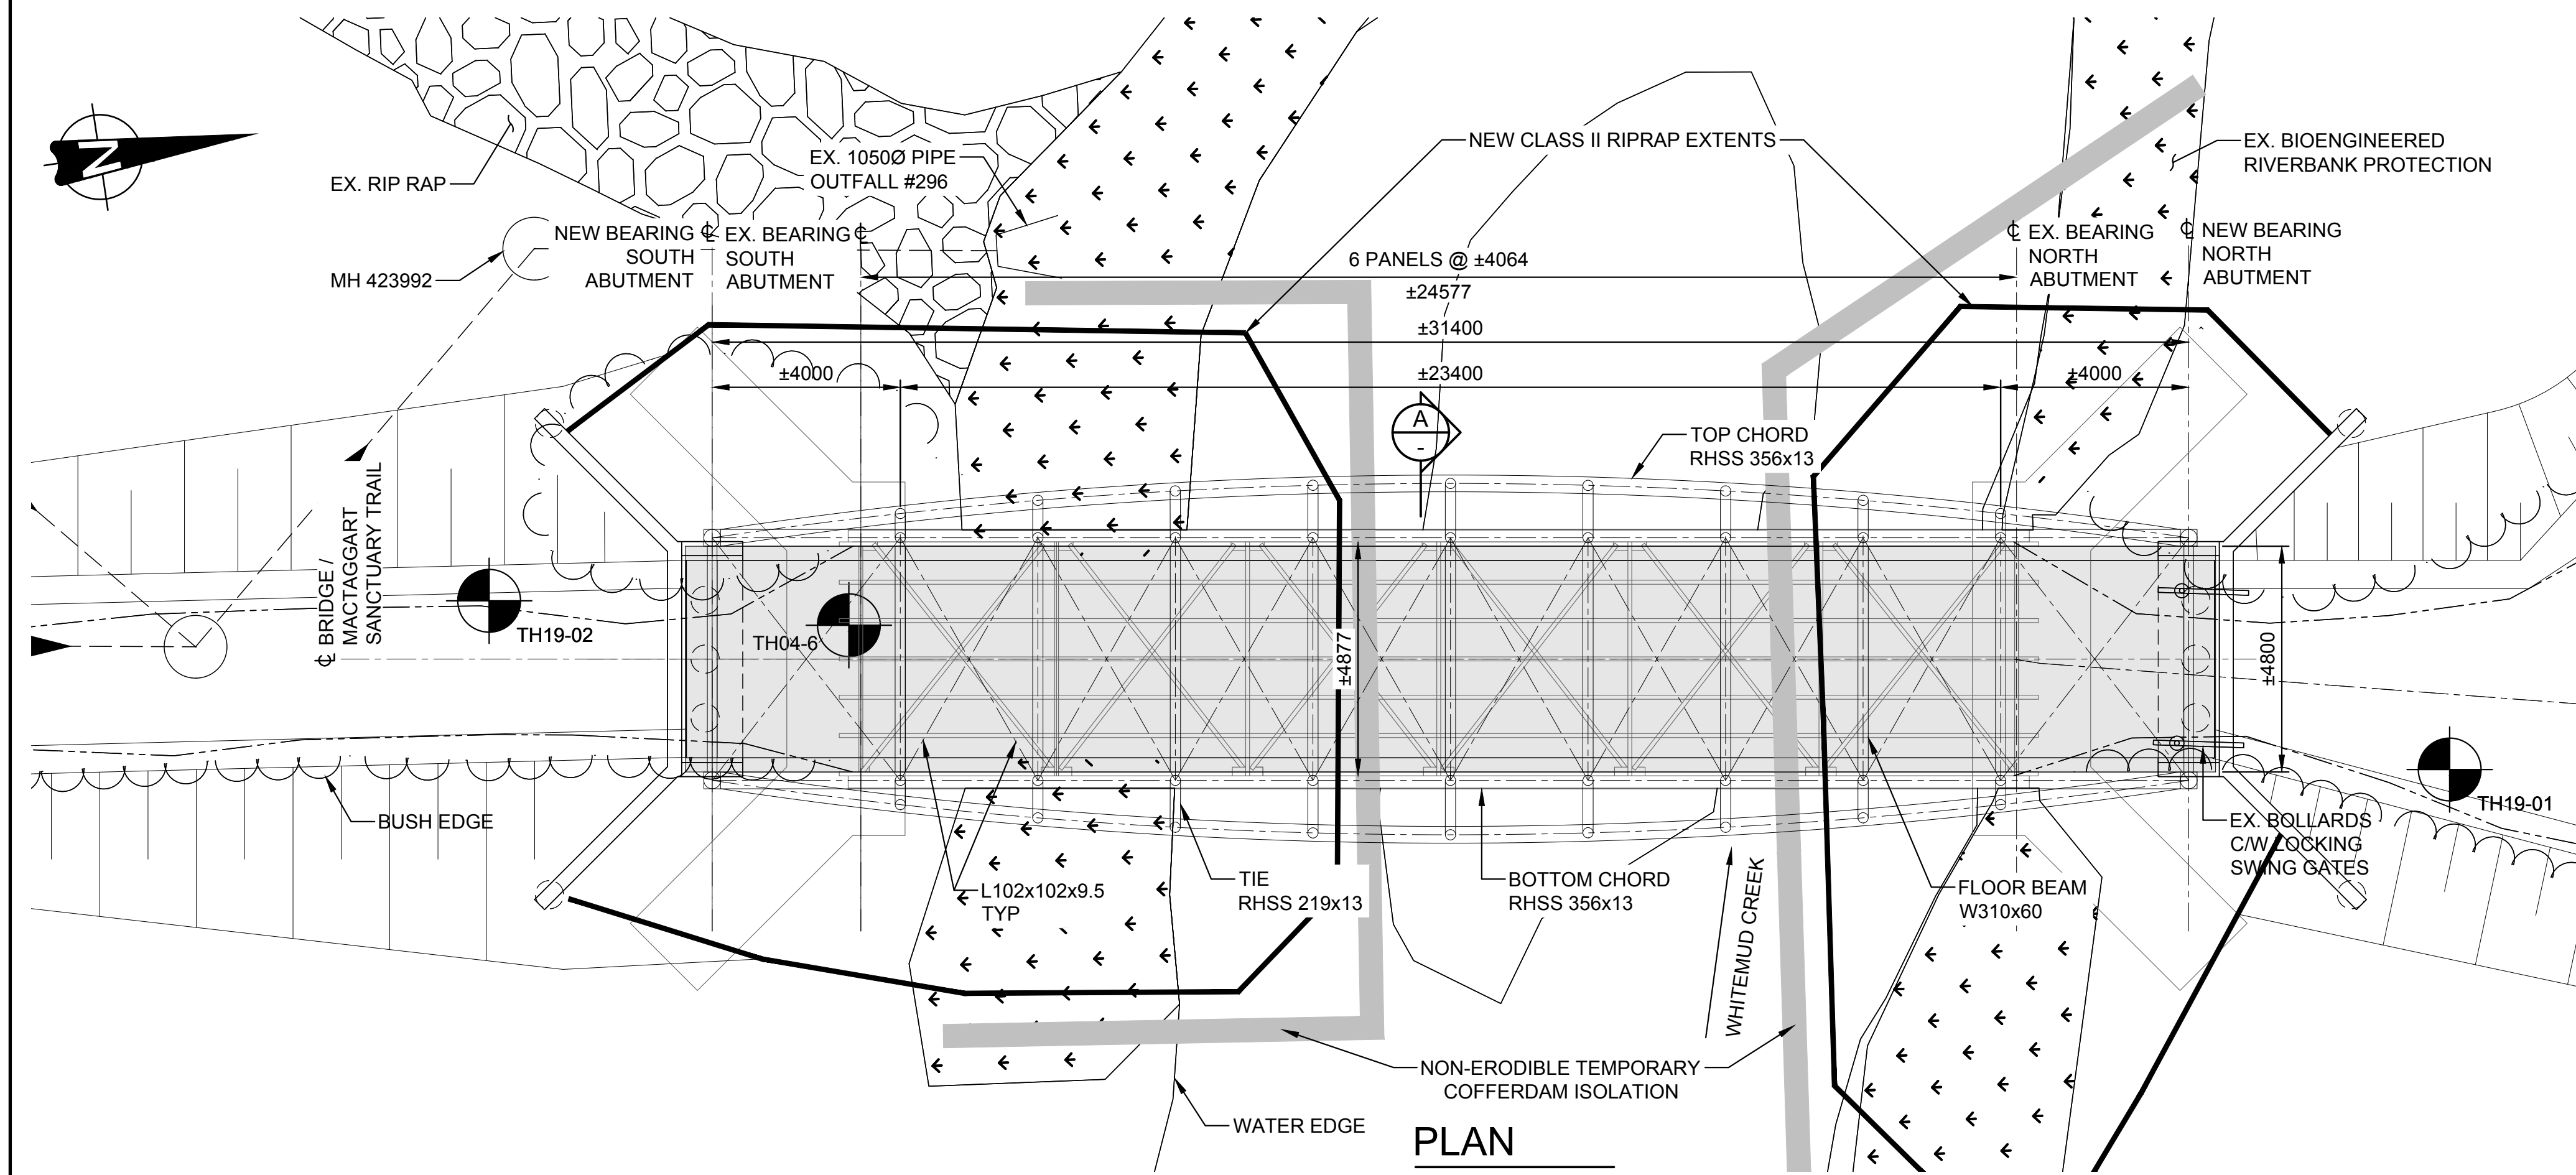 N
EX. RIP RAP
EX. 1050Ø PIPE
OUTFALL #296
NEW CLASS II RIPRAP EXTENTS
EX. BIOENGINEERED
RIVERBANK PROTECTION
NEW BEARING
SOUTH
ABUTMENT
℄
EX. BEARING
SOUTH
ABUTMENT
℄
MH 423992
6 PANELS @ ±4064
±24577
±31400
±4000
±23400
±4000
℄ EX. BEARING
NORTH
ABUTMENT
℄ NEW BEARING
NORTH
ABUTMENT
A
-
TOP CHORD
RHSS 356x13
℄ BRIDGE /
MACTAGGART
SANCTUARY TRAIL
TH19-02
TH04-6
±4877
±4800
TH19-01
BUSH EDGE
L102x102x9.5
TYP
TIE
RHSS 219x13
BOTTOM CHORD
RHSS 356x13
WHITEMUD CREEK
FLOOR BEAM
W310x60
EX. BOLLARDS
C/W LOCKING
SWING GATES
NON-ERODIBLE TEMPORARY
COFFERDAM ISOLATION
WATER EDGE
PLAN